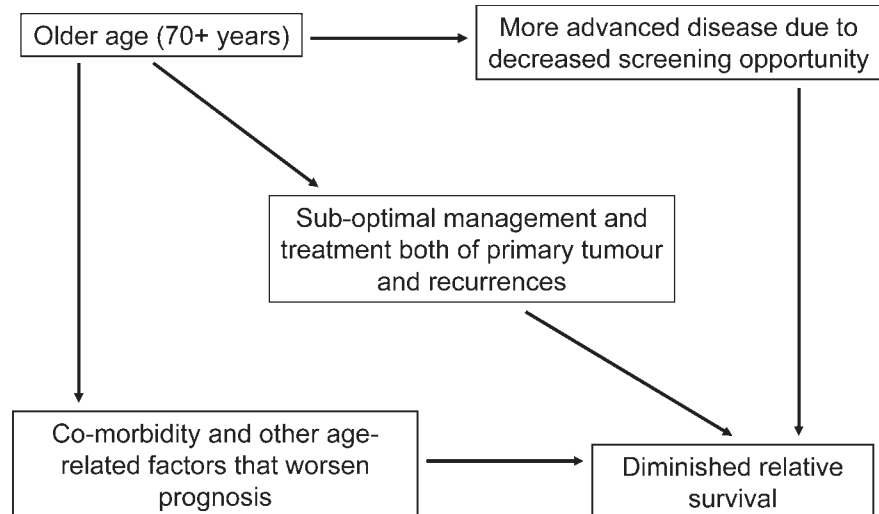 Older age (70+ years)
More advanced disease due to
decreased screening opportunity
Sub-optimal management and
treatment both of primary tumour
and recurrences
Co-morbidity and other age-
related factors that worsen
prognosis
Diminished relative
survival